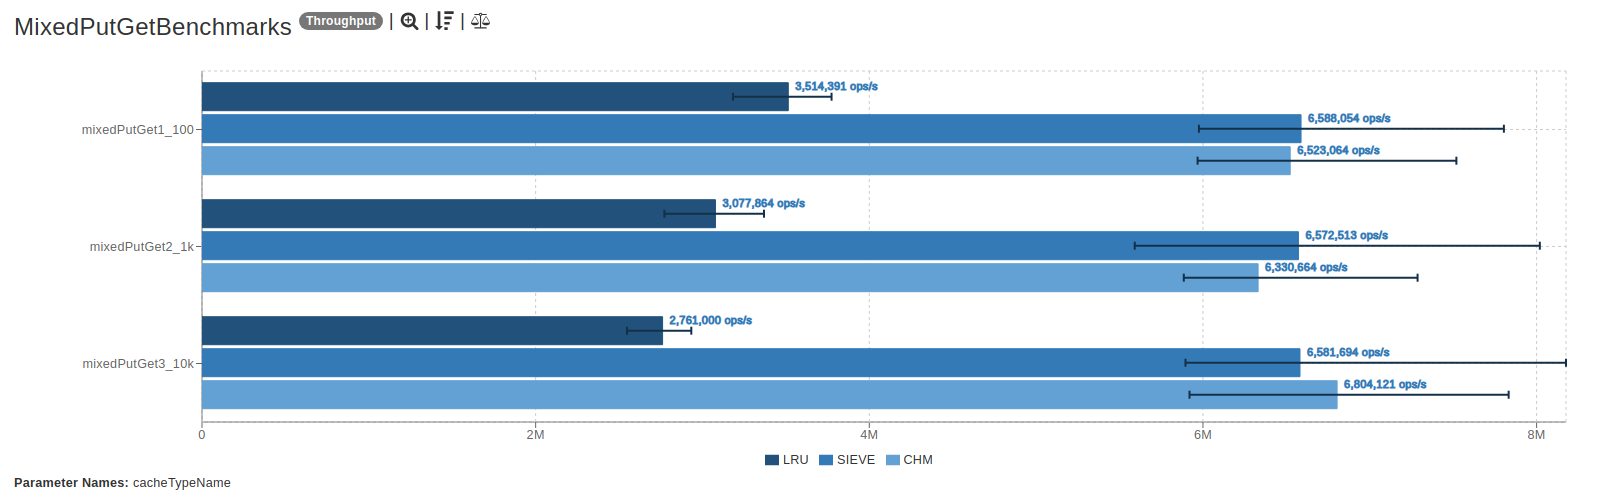 MixedPutGetBenchmarks Throughput | | |
3,514,391 ops/s
mixedPutGet1_100
6,588,054 ops/s
6,523,064 ops/s
3,077,864 ops/s
mixedPutGet2_1k
6,572,513 ops/s
6,330,664 ops/s
2,761,000 ops/s
mixedPutGet3_10k
6,581,694 ops/s
6,804,121 ops/s
0 2M 4M 6M 8M
LRU SIEVE CHM
Parameter Names: cacheTypeName